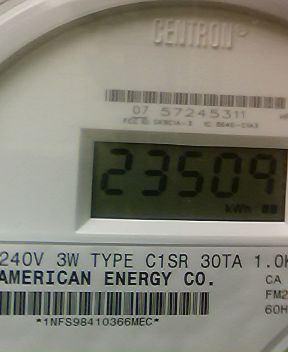 CENTRON®
07 57245311
23509
kWh
240V 3W TYPE C1SR 30TA 1.0K
AMERICAN ENERGY CO.
CA
FM2
60H
*1NFS98410366MEC*